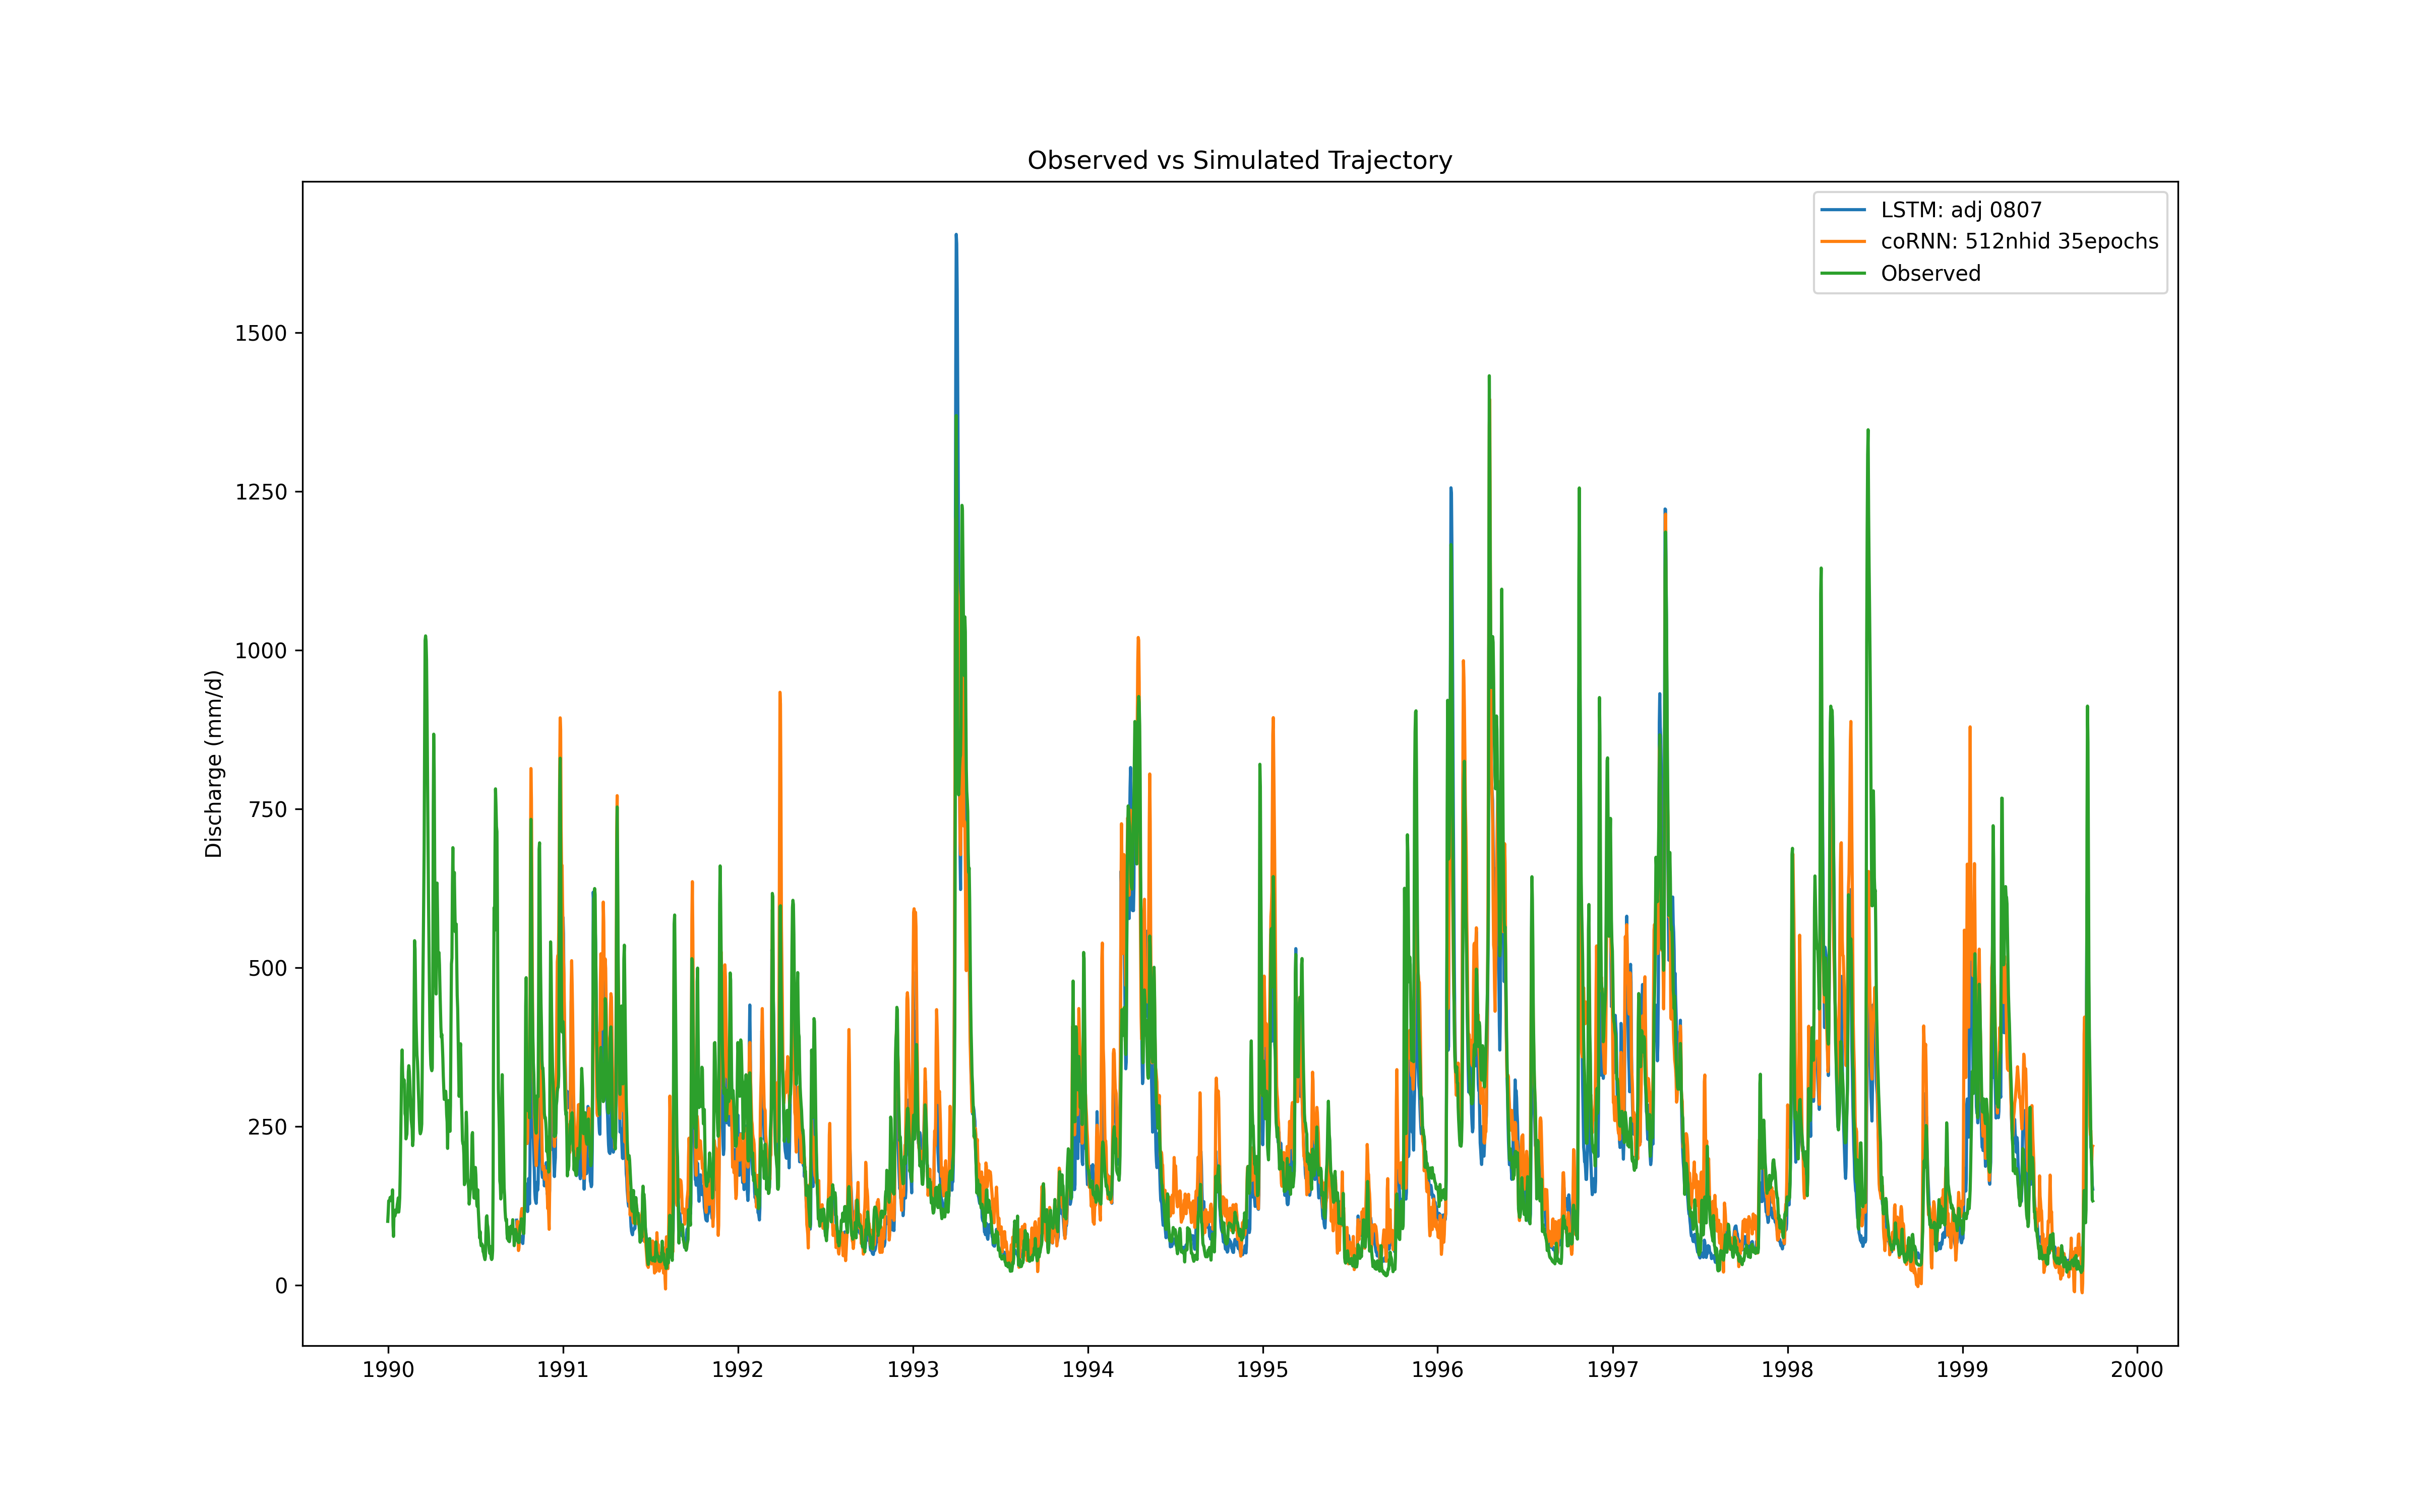 Observed vs Simulated Trajectory
LSTM: adj 0807
coRNN: 512nhid 35epochs
Observed
Discharge (mm/d)
1500
1250
1000
750
500
250
0
1990 1991 1992 1993 1994 1995 1996 1997 1998 1999 2000